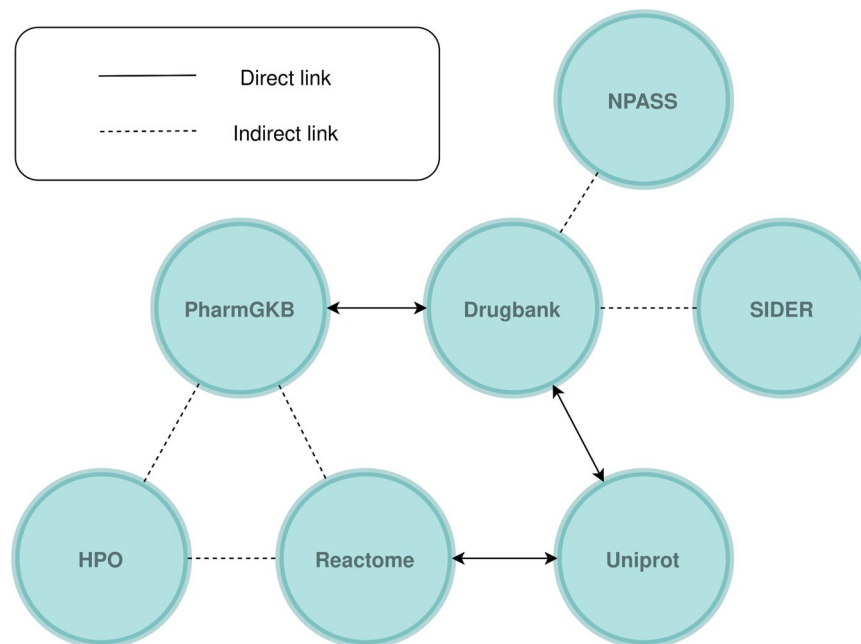 Direct link
Indirect link
NPASS
PharmGKB
Drugbank
SIDER
HPO
Reactome
Uniprot